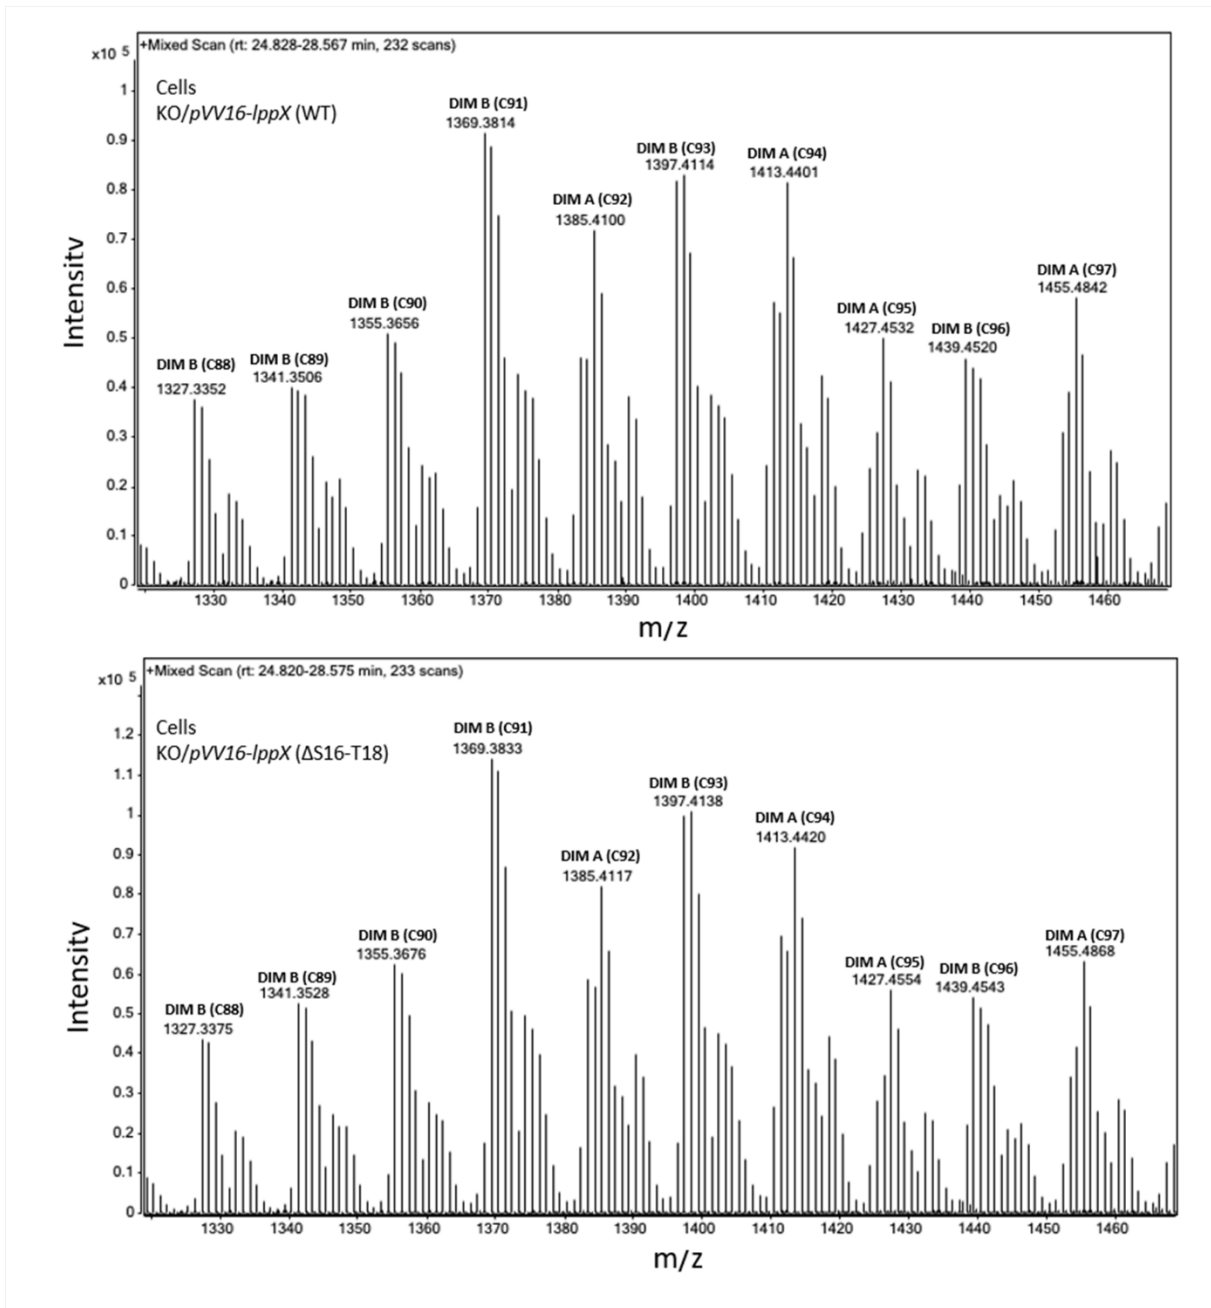 +Mixed Scan (rt: 24.828-28.567 min, 232 scans)
x10 5
Cells
KO/pVV16-lppX (WT)
DIM B (C88)
1327.3352
DIM B (C89)
1341.3506
DIM B (C90)
1355.3656
DIM B (C91)
1369.3814
DIM A (C92)
1385.4100
DIM B (C93)
1397.4114
DIM A (C94)
1413.4401
DIM A (C95)
1427.4532
DIM B (C96)
1439.4520
DIM A (C97)
1455.4842
1
0.9
0.8
0.7
0.6
0.5
0.4
0.3
0.2
0.1
0
Intensity
1330 1340 1350 1360 1370 1380 1390 1400 1410 1420 1430 1440 1450 1460
m/z
+Mixed Scan (rt: 24.820-28.575 min, 233 scans)
x10 5
Cells
KO/pVV16-lppX (ΔS16-T18)
DIM B (C88)
1327.3375
DIM B (C89)
1341.3528
DIM B (C90)
1355.3676
DIM B (C91)
1369.3833
DIM A (C92)
1385.4117
DIM B (C93)
1397.4138
DIM A (C94)
1413.4420
DIM A (C95)
1427.4554
DIM B (C96)
1439.4543
DIM A (C97)
1455.4868
1.2
1.1
1
0.9
0.8
0.7
0.6
0.5
0.4
0.3
0.2
0.1
0
Intensity
1330 1340 1350 1360 1370 1380 1390 1400 1410 1420 1430 1440 1450 1460
m/z